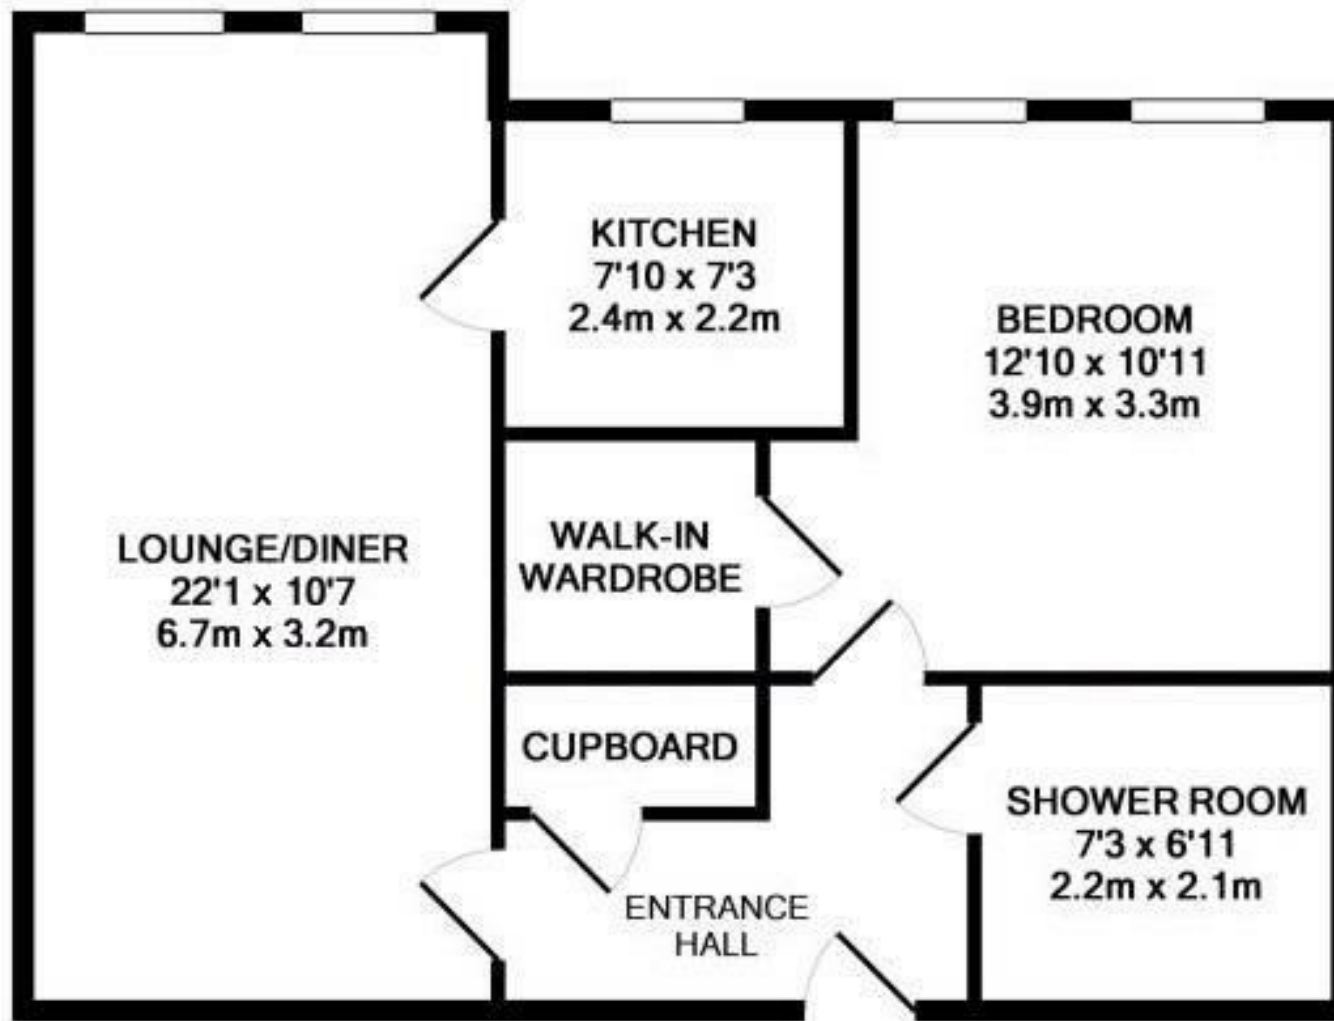 KITCHEN
7'10 x 7'3
2.4m x 2.2m
BEDROOM
12'10 x 10'11
3.9m x 3.3m
LOUNGE/DINER
22'1 x 10'7
6.7m x 3.2m
WALK-IN
WARDROBE
CUPBOARD
SHOWER ROOM
7'3 x 6'11
2.2m x 2.1m
ENTRANCE
HALL